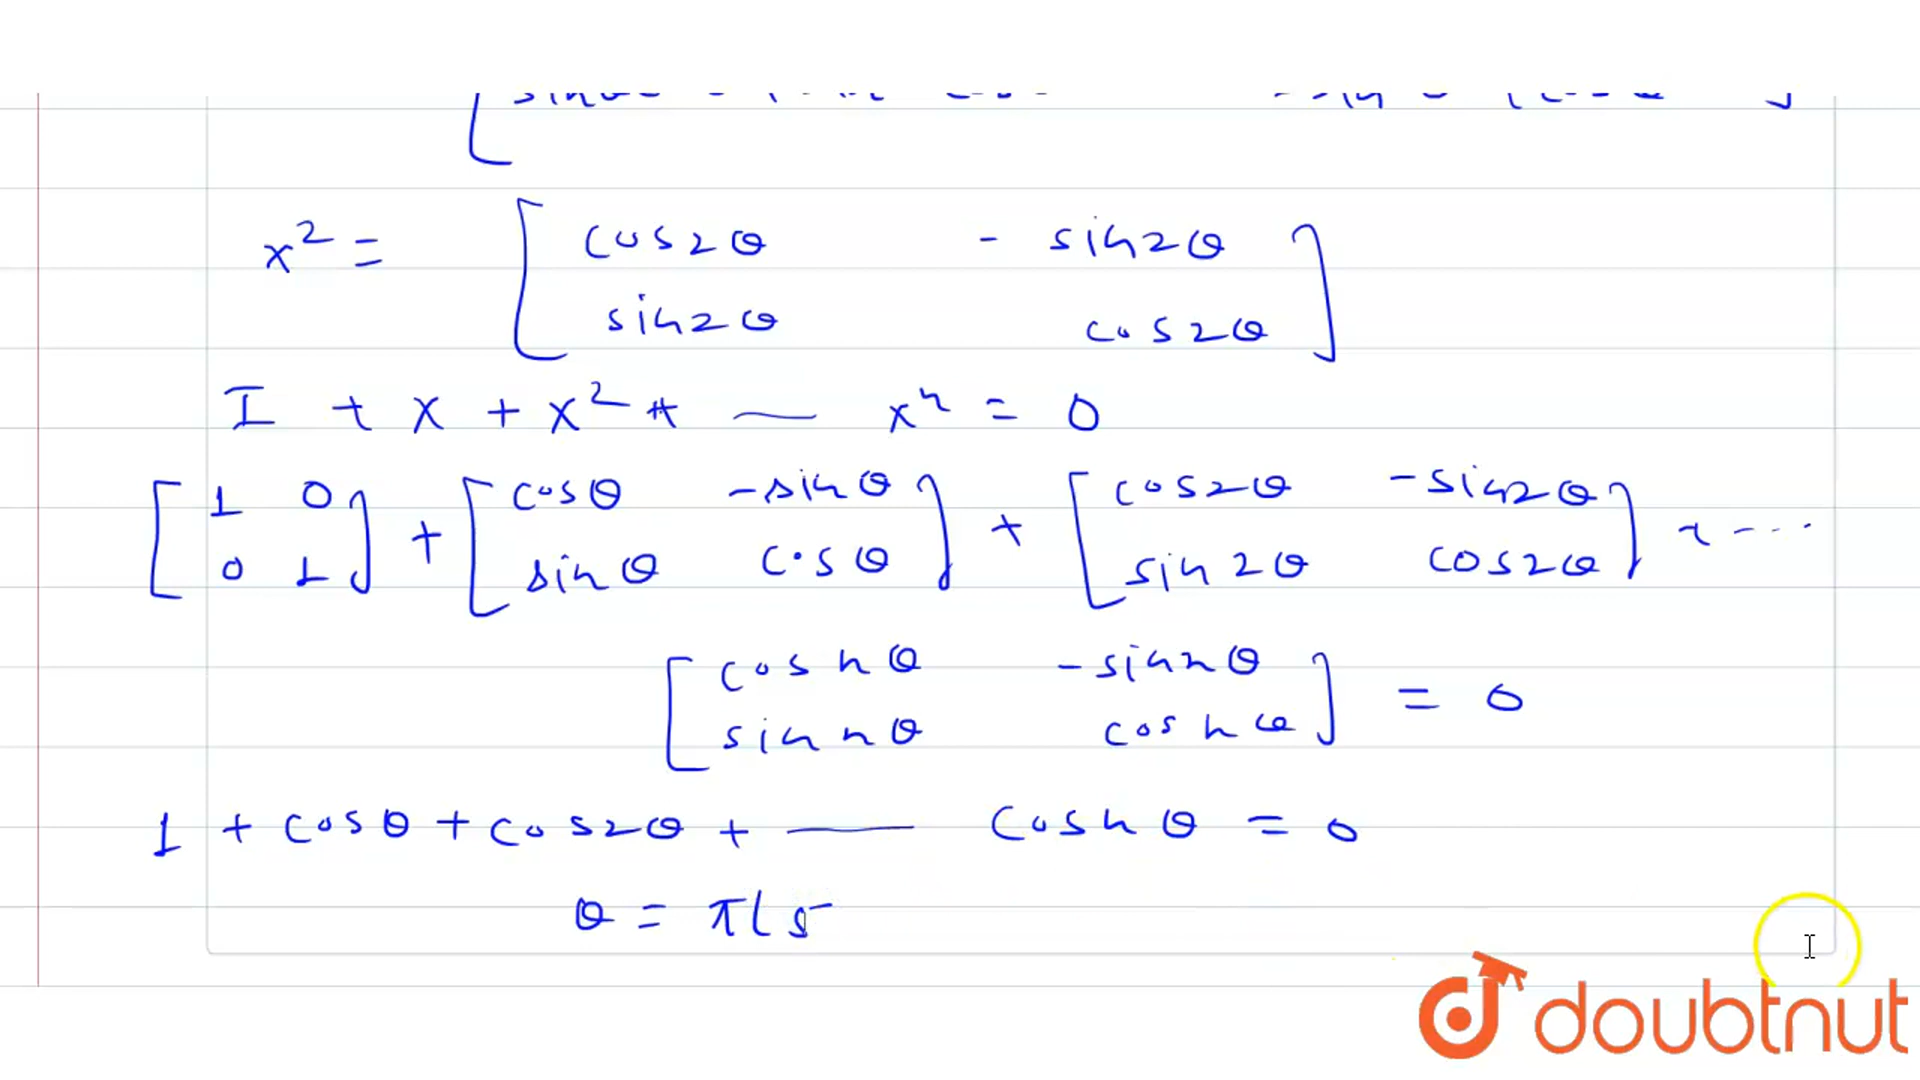 x² = [ cos2θ - sin2θ
sin2θ cos2θ ]
I + x + x² + — xⁿ = 0
[ 1 0 ] + [ cosθ -sinθ ] + [ cos2θ -sin2θ ] + ...
0 1 sinθ cosθ sin2θ cos2θ
[ cosnθ -sinnθ ] = 0
sinnθ cosnθ
1 + cosθ + cos2θ + — cosnθ = 0
θ = π/5
doubtnut